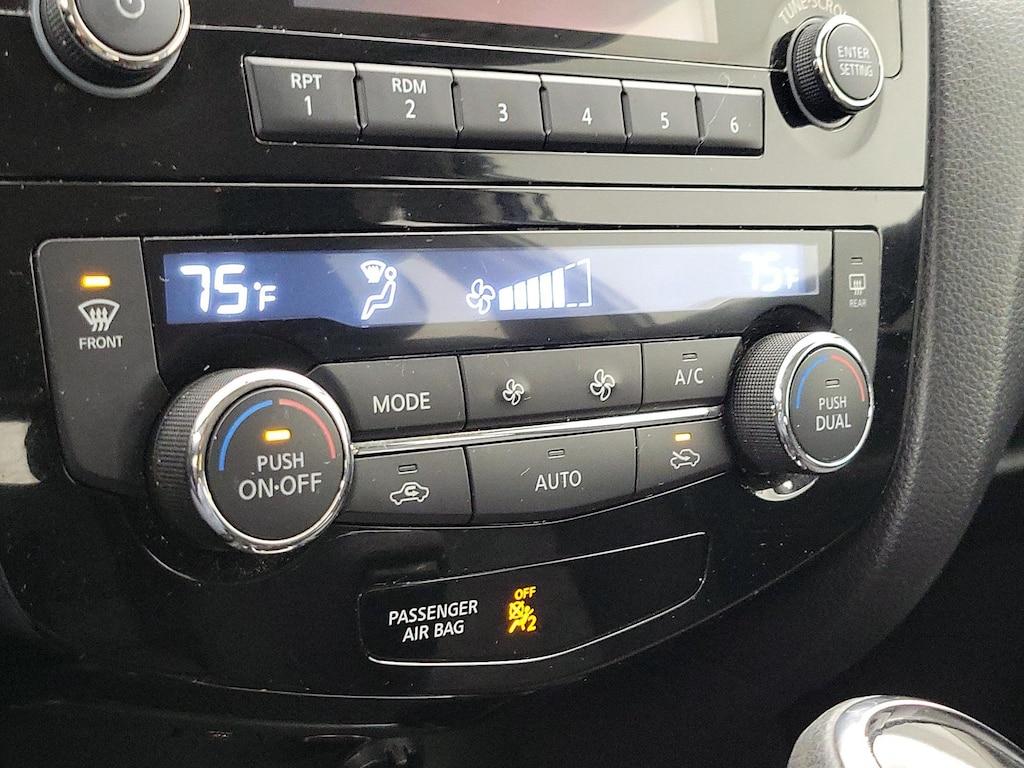 TUNE·SCROLL
ENTER
SETTING
RPT
1
RDM
2
3
4
5
6
75°F
75°F
FRONT
REAR
MODE
A/C
PUSH
ON·OFF
AUTO
PUSH
DUAL
PASSENGER
AIR BAG
OFF
2